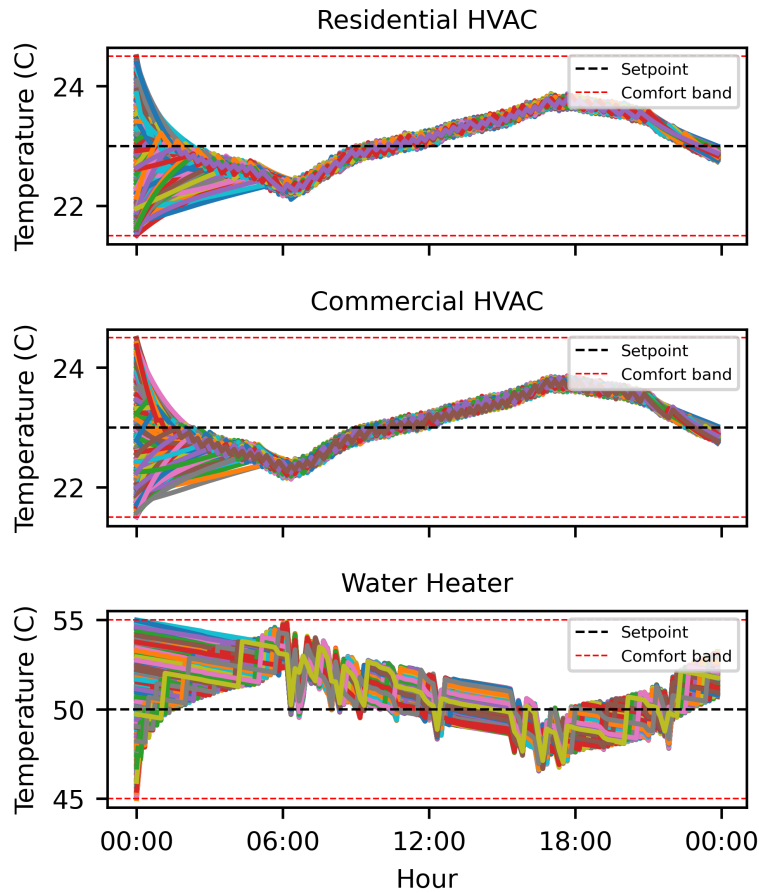 Residential HVAC
Temperature (C)
24
22
Setpoint
Comfort band
Commercial HVAC
Temperature (C)
24
22
Setpoint
Comfort band
Water Heater
Temperature (C)
55
50
45
Setpoint
Comfort band
00:00 06:00 12:00 18:00 00:00
Hour